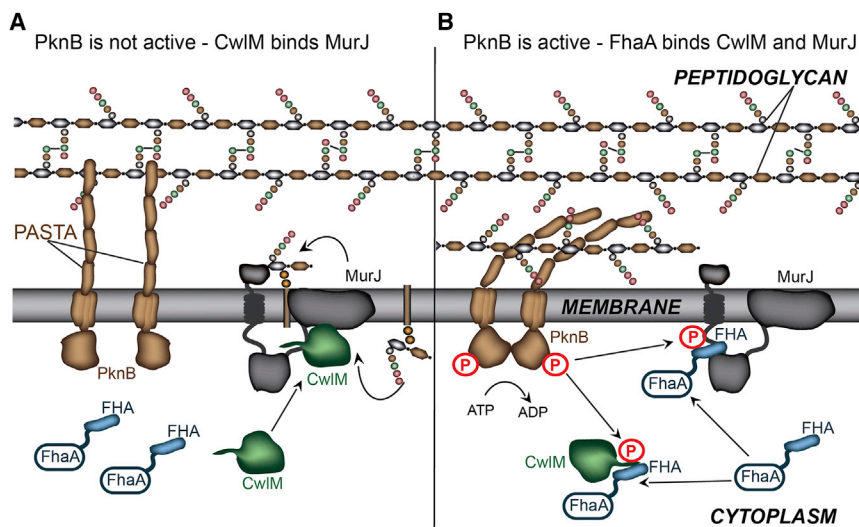 A
PknB is not active - CwlM binds MurJ
PASTA
MurJ
PknB
CwlM
FHA
FhaA
FHA
FhaA
CwlM
B
PknB is active - FhaA binds CwlM and MurJ
PEPTIDOGLYCAN
MurJ
MEMBRANE
PknB
P
P
P
FHA
FhaA
ATP
ADP
P
CwlM
FHA
FhaA
FHA
FhaA
CYTOPLASM